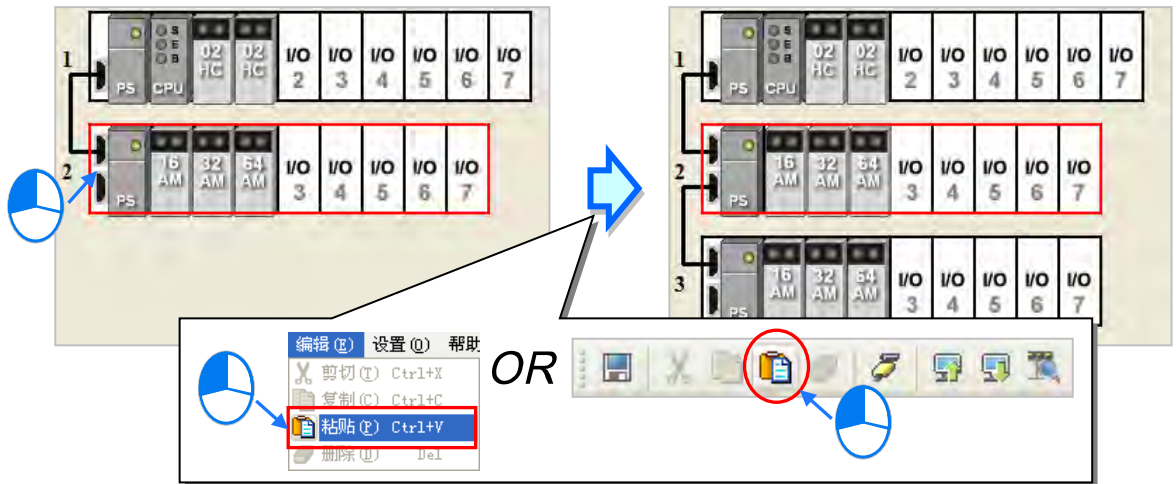 1 PS CPU S E B 02 HC 02 HC I/O 2 I/O 3 I/O 4 I/O 5 I/O 6 I/O 7
2 PS 16 AM 32 AM 64 AM I/O 3 I/O 4 I/O 5 I/O 6 I/O 7
1 PS CPU S E B 02 HC 02 HC I/O 2 I/O 3 I/O 4 I/O 5 I/O 6 I/O 7
2 PS 16 AM 32 AM 64 AM I/O 3 I/O 4 I/O 5 I/O 6 I/O 7
3 PS 16 AM 32 AM 64 AM I/O 3 I/O 4 I/O 5 I/O 6 I/O 7
编辑(E) 设置(O) 帮助
剪切(T) Ctrl+X
复制(C) Ctrl+C
粘贴(P) Ctrl+V
删除(D) Del
OR